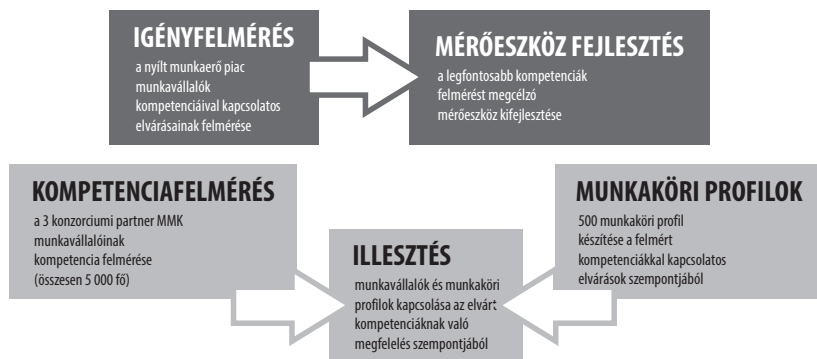 IGÉNYFELMÉRÉS
a nyílt munkaerő piac
munkavállalók
kompetenciáival kapcsolatos
elvárásainak felmérése
MÉRŐESZKÖZ FEJLESZTÉS
a legfontosabb kompetenciák
felmérést megcélzó
mérőeszköz kifejlesztése
KOMPETENCIAFELMÉRÉS
a 3 konzorciumi partner MMK
munkavállalóinak
kompetencia felmérése
(összesen 5 000 fő)
ILLESZTÉS
munkavállalók és munkaköri
profilok kapcsolása az elvárt
kompetenciáknak való
megfelelés szempontjából
MUNKAKÖRI PROFILOK
500 munkaköri profil
készítése a felmért
kompetenciákkal kapcsolatos
elvárások szempontjából